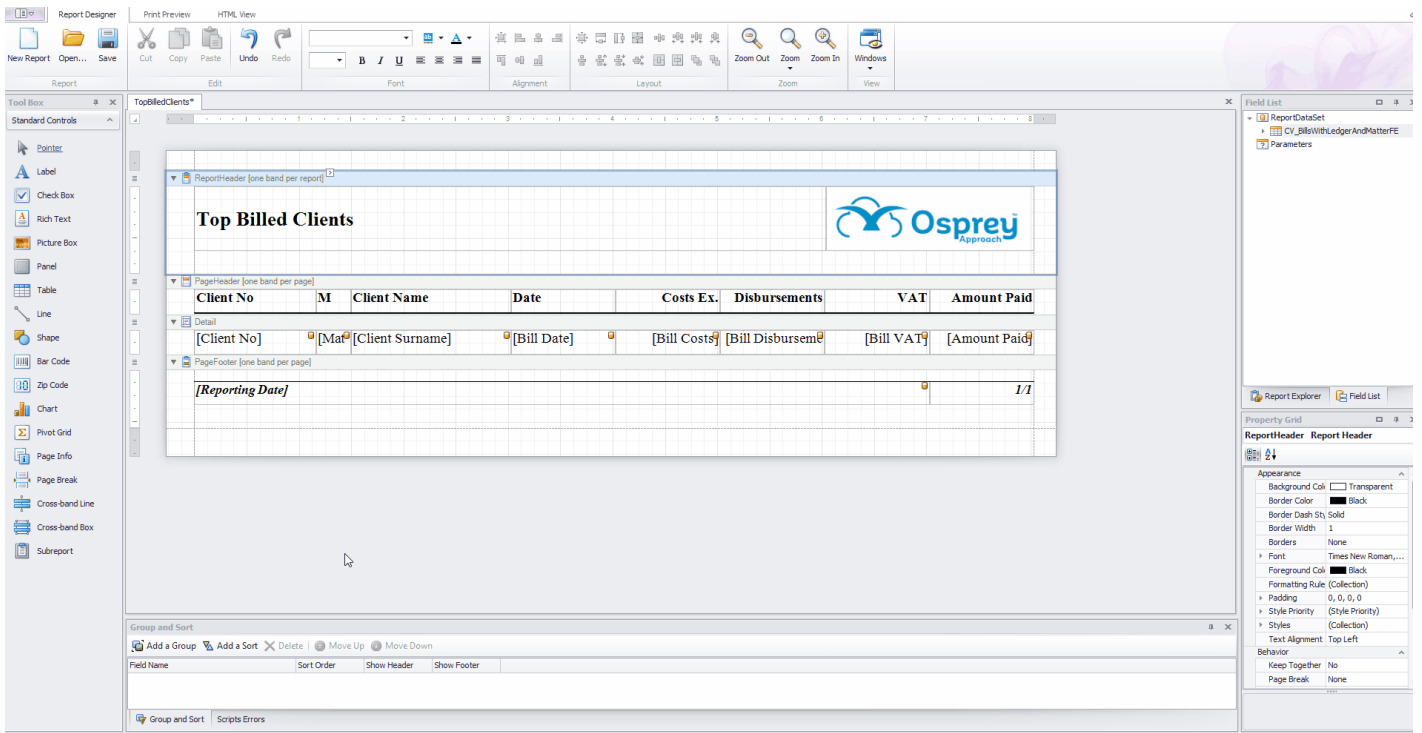 Report Designer Print Preview HTML View
New Report Open... Save Cut Copy Paste Undo Redo B I U Zoom Out Zoom Zoom In Windows
Report Edit Font Alignment Layout Zoom View
Tool Box
Standard Controls
Pointer
Label
Check Box
Rich Text
Picture Box
Panel
Table
Line
Shape
Bar Code
Zip Code
Chart
Pivot Grid
Page Info
Page Break
Cross-band Line
Cross-band Box
Subreport
TopBilledClients*
1 2 3 4 5 6 7 8
ReportHeader [one band per report]
Top Billed Clients
Osprey
Approach
PageHeader [one band per page]
Client No M Client Name Date Costs Ex. Disbursements VAT Amount Paid
Detail
[Client No] [Mat [Client Surname] [Bill Date] [Bill Costs] [Bill Disburseme [Bill VAT] [Amount Paid]
PageFooter [one band per page]
[Reporting Date] 1/1
Group and Sort
Add a Group Add a Sort Delete Move Up Move Down
Field Name Sort Order Show Header Show Footer
Group and Sort Scripts Errors
Field List
ReportDataSet
CV_BillsWithLedgerAndMatterFE
Parameters
Report Explorer Field List
Property Grid
ReportHeader Report Header
Appearance
Background Col Transparent
Border Color Black
Border Dash Sty Solid
Border Width 1
Borders None
Font Times New Roman,...
Foreground Col Black
Formatting Rule (Collection)
Padding 0, 0, 0, 0
Style Priority (Style Priority)
Styles (Collection)
Text Alignment Top Left
Behavior
Keep Together No
Page Break None